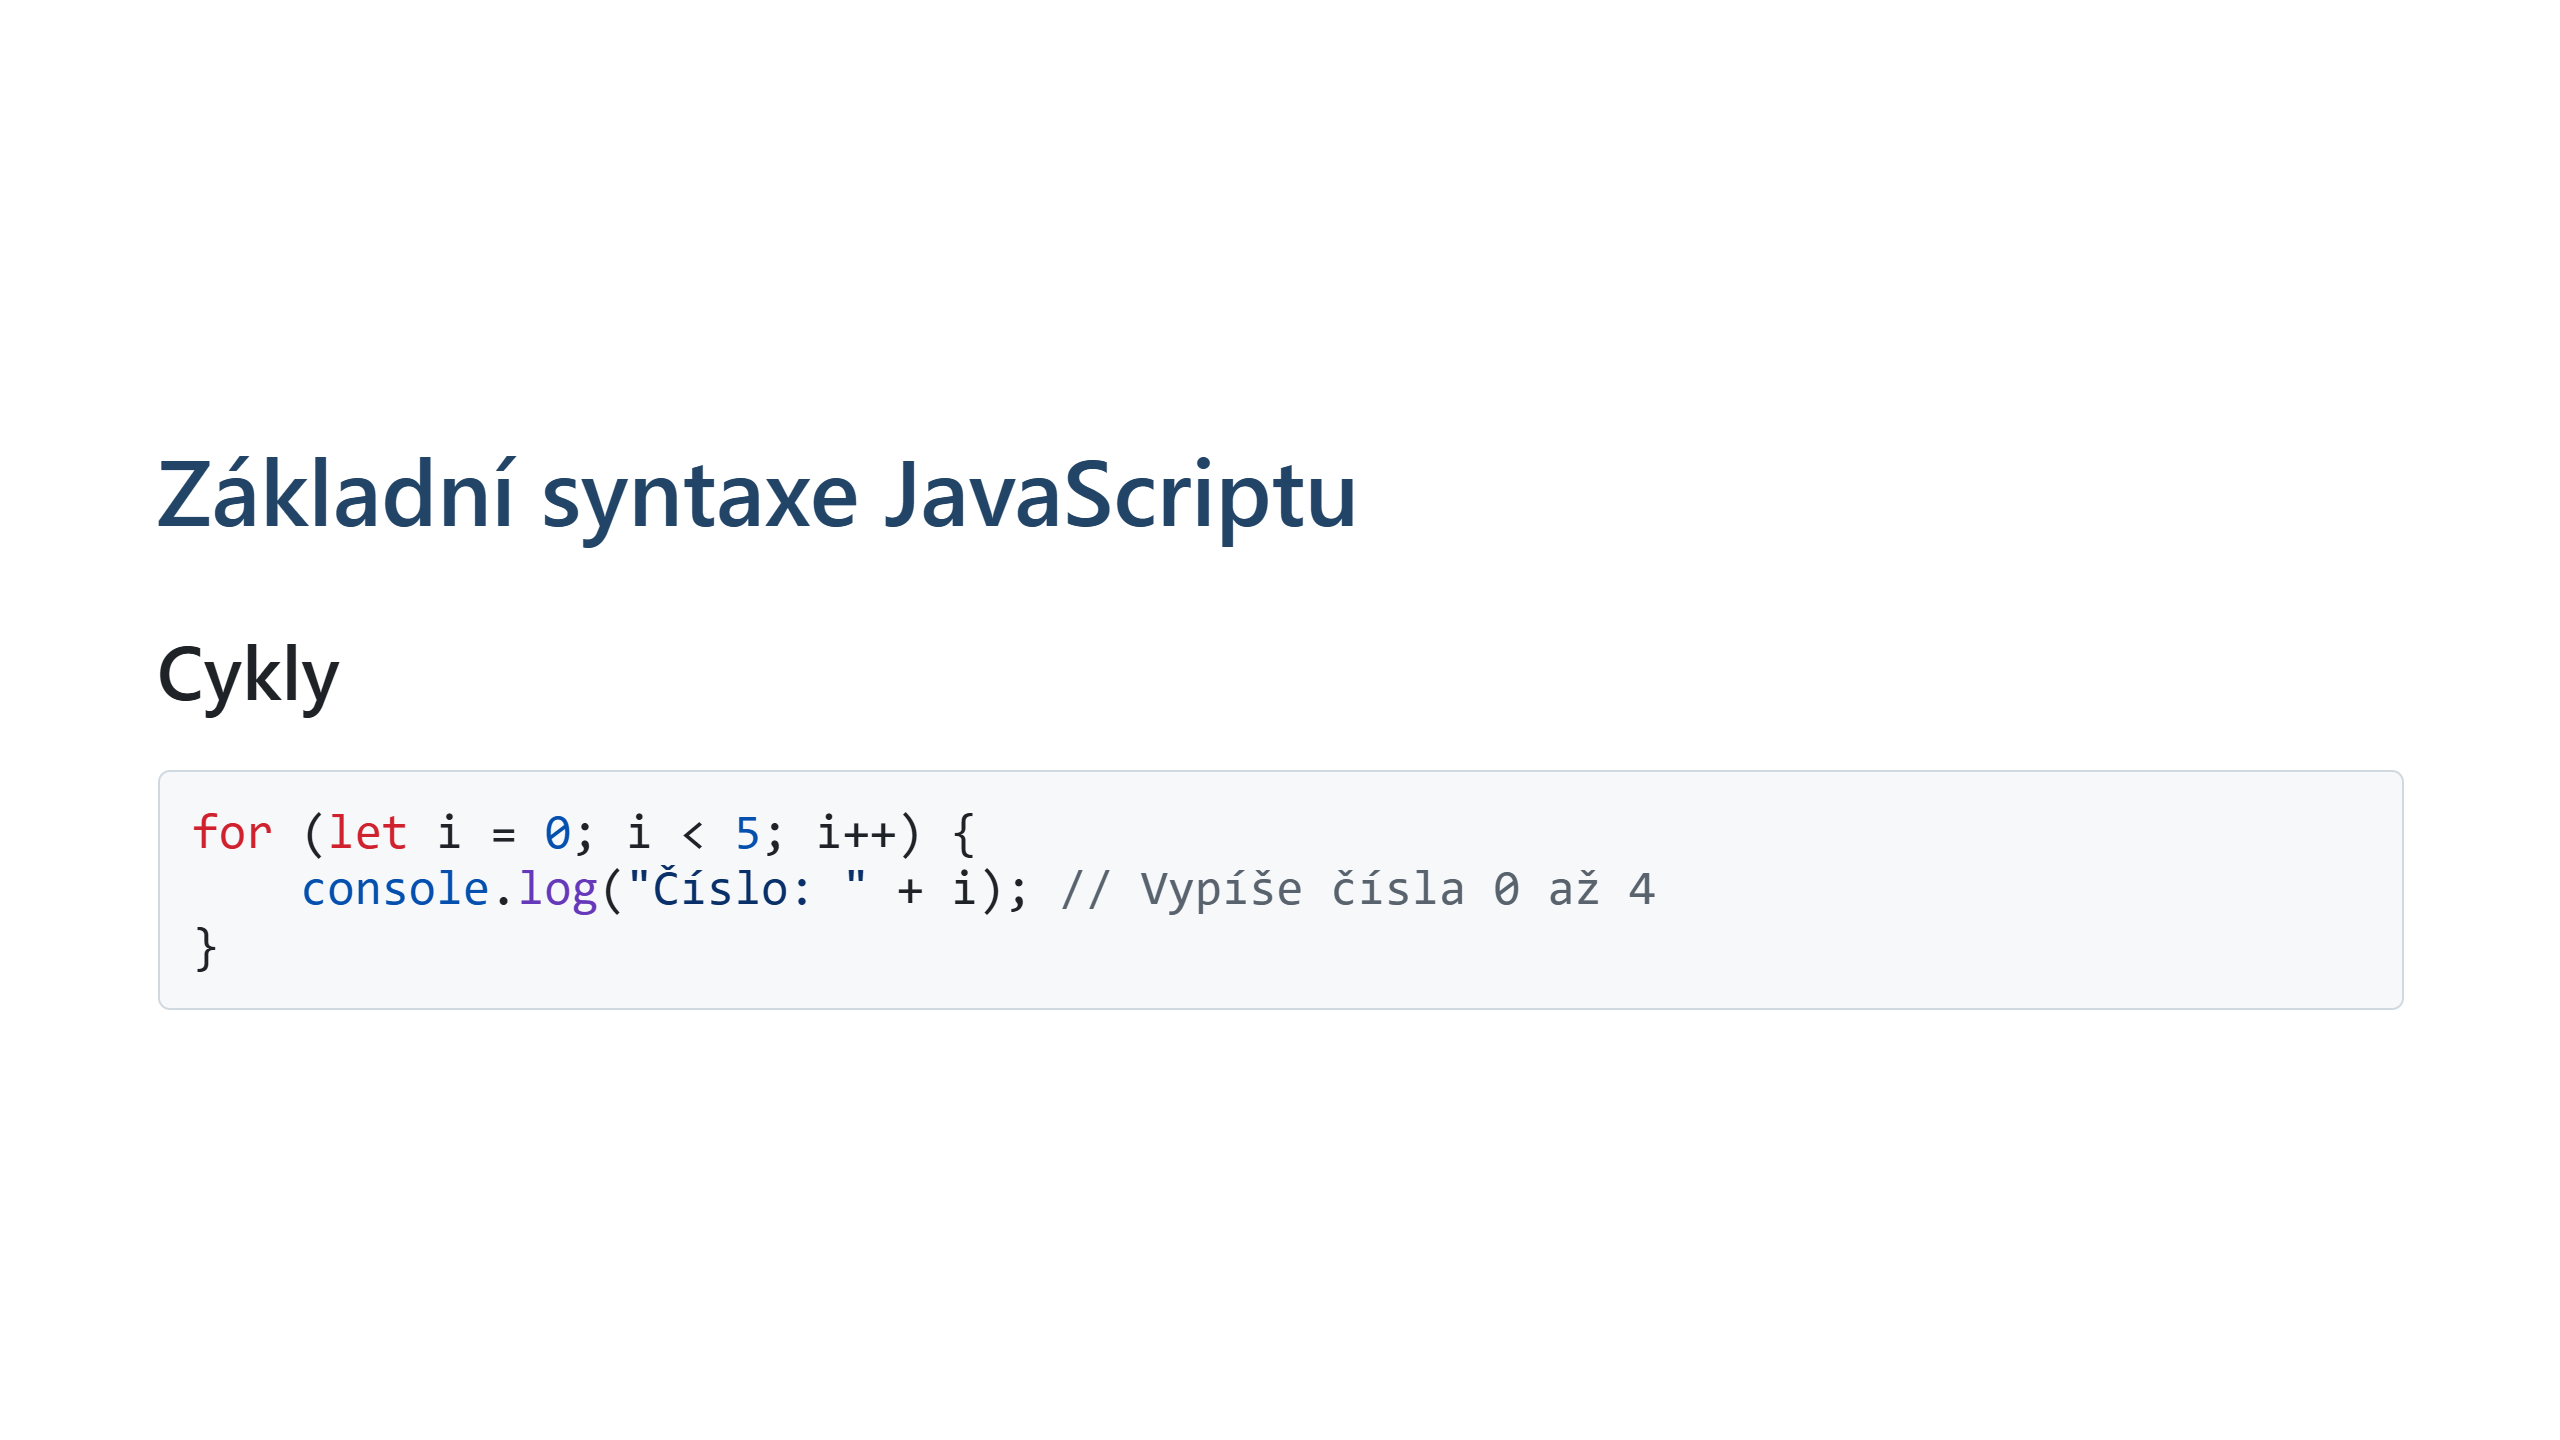 Základní syntaxe JavaScriptu
Cykly
for (let i = 0; i < 5; i++) {
    console.log("Číslo: " + i); // Vypíše čísla 0 až 4
}